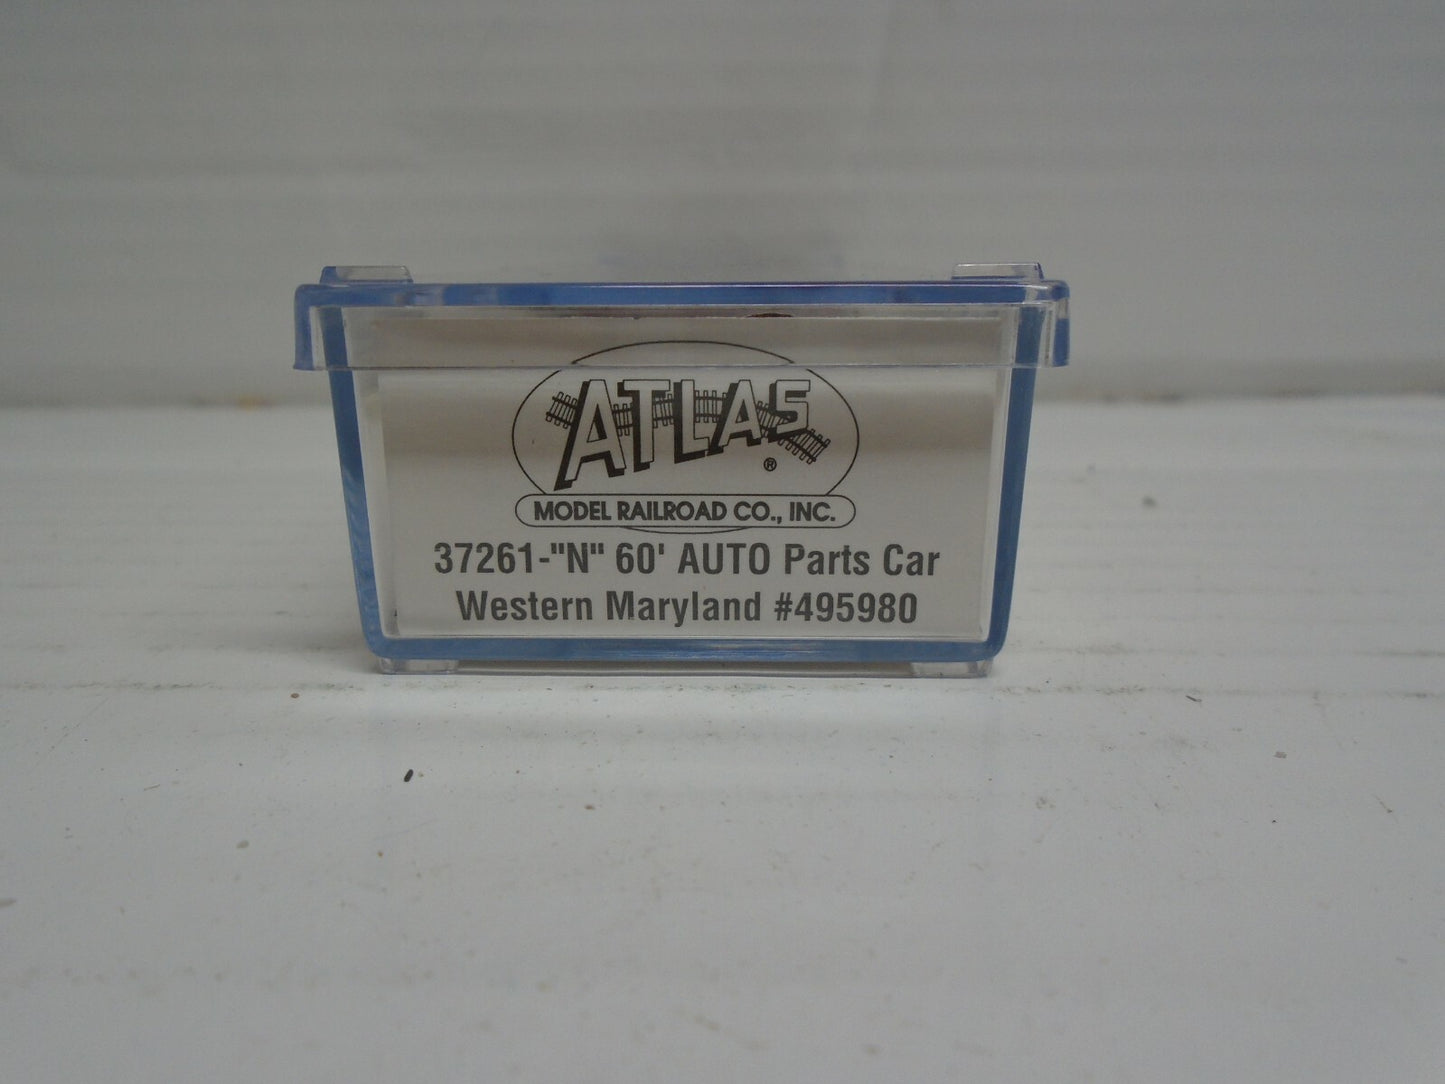 ATLAS
®
MODEL RAILROAD CO., INC.
37261-"N" 60' AUTO Parts Car
Western Maryland #495980